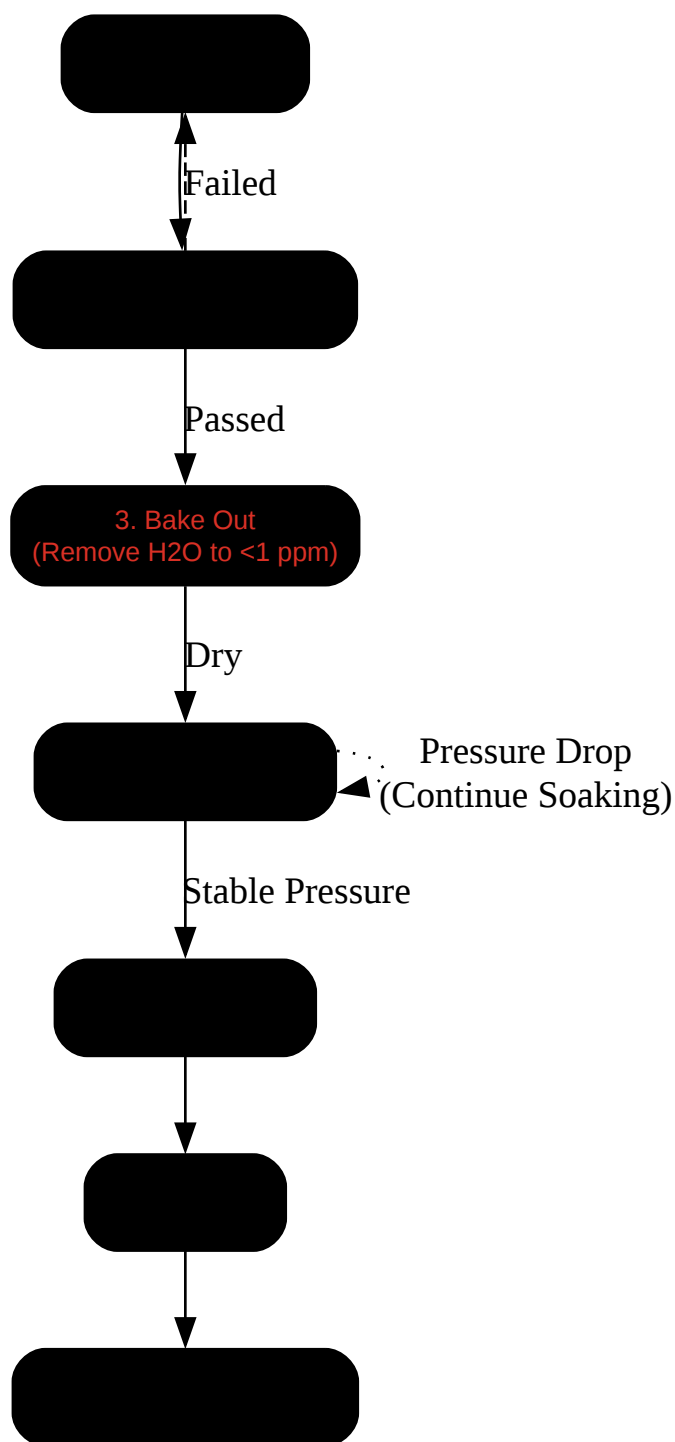 Failed
Passed
3. Bake Out
(Remove H2O to <1 ppm)
Dry
Pressure Drop
(Continue Soaking)
Stable Pressure